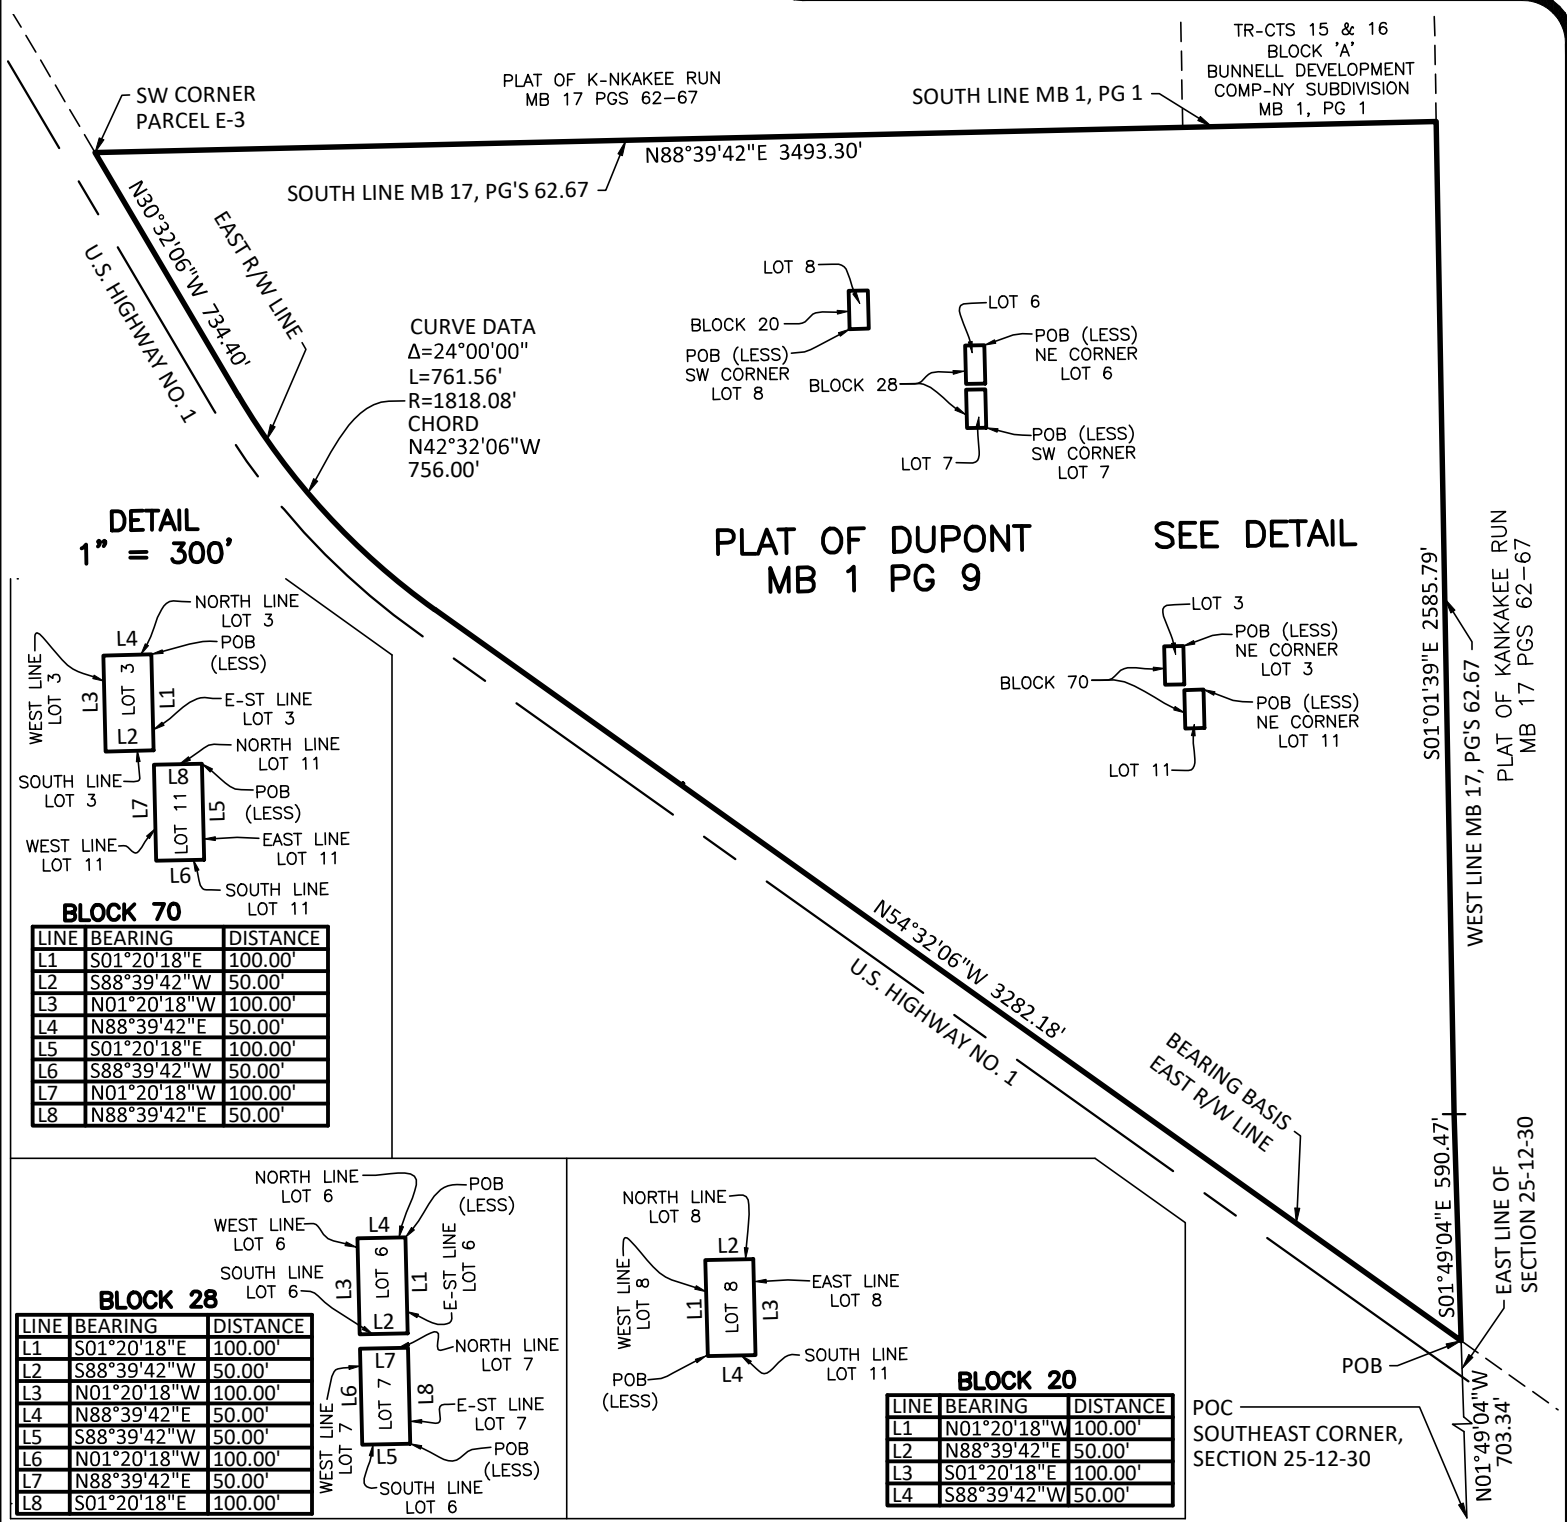 TR-CTS 15 & 16
BLOCK 'A'
BUNNELL DEVELOPMENT
COMP-NY SUBDIVISION
MB 1, PG 1
PLAT OF K-NKAKEE RUN
MB 17 PGS 62-67
SOUTH LINE MB 1, PG 1
SW CORNER
PARCEL E-3
N88°39'42"E 3493.30'
SOUTH LINE MB 17, PG'S 62.67
N30°32'06"W 734.40'
EAST R/W LINE
U.S. HIGHWAY NO. 1
CURVE DATA
Δ=24°00'00"
L=761.56'
R=1818.08'
CHORD
N42°32'06"W
756.00'
LOT 8
BLOCK 20
POB (LESS)
SW CORNER
LOT 8
LOT 6
POB (LESS)
NE CORNER
LOT 6
BLOCK 28
POB (LESS)
SW CORNER
LOT 7
LOT 7
PLAT OF DUPONT
MB 1 PG 9
SEE DETAIL
LOT 3
POB (LESS)
NE CORNER
LOT 3
BLOCK 70
POB (LESS)
NE CORNER
LOT 11
LOT 11
S01°01'39"E 2585.79'
WEST LINE MB 17, PG'S 62.67
PLAT OF KANKAKEE RUN
MB 17 PGS 62-67
DETAIL
1" = 300'
NORTH LINE
LOT 3
L4
POB
(LESS)
WEST LINE
LOT 3
L3
LOT 3
L1
E-ST LINE
LOT 3
L2
NORTH LINE
LOT 11
SOUTH LINE
LOT 3
L8
L7
LOT 11
L5
POB
(LESS)
WEST LINE
LOT 11
EAST LINE
LOT 11
L6
SOUTH LINE
LOT 11
BLOCK 70
LINE BEARING DISTANCE
L1 S01°20'18"E 100.00'
L2 S88°39'42"W 50.00'
L3 N01°20'18"W 100.00'
L4 N88°39'42"E 50.00'
L5 S01°20'18"E 100.00'
L6 S88°39'42"W 50.00'
L7 N01°20'18"W 100.00'
L8 N88°39'42"E 50.00'
N54°32'06"W 3282.18'
U.S. HIGHWAY NO. 1
BEARING BASIS
EAST R/W LINE
S01°49'04"E 590.47'
EAST LINE OF
SECTION 25-12-30
POB
N01°49'04"W
703.34'
POC
SOUTHEAST CORNER,
SECTION 25-12-30
NORTH LINE
LOT 6
POB
(LESS)
WEST LINE
LOT 6
L4
SOUTH LINE
LOT 6
L3
LOT 6
L1
E-ST LINE
LOT 6
L2
BLOCK 28
LINE BEARING DISTANCE
L1 S01°20'18"E 100.00'
L2 S88°39'42"W 50.00'
L3 N01°20'18"W 100.00'
L4 N88°39'42"E 50.00'
L5 S88°39'42"W 50.00'
L6 N01°20'18"W 100.00'
L7 N88°39'42"E 50.00'
L8 S01°20'18"E 100.00'
NORTH LINE
LOT 7
L7
WEST LINE
LOT 7
L6
LOT 7
L8
E-ST LINE
LOT 7
L5
POB
(LESS)
SOUTH LINE
LOT 6
NORTH LINE
LOT 8
L2
WEST LINE
LOT 8
L1
LOT 8
L3
EAST LINE
LOT 8
POB
(LESS)
L4
SOUTH LINE
LOT 11
BLOCK 20
LINE BEARING DISTANCE
L1 N01°20'18"W 100.00'
L2 N88°39'42"E 50.00'
L3 S01°20'18"E 100.00'
L4 S88°39'42"W 50.00'